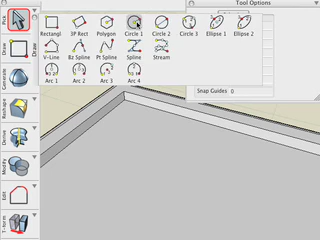 Tool Options
Pick
Rectangl 3P Rect Polygon Circle 1 Circle 2 Circle 3 Ellipse 1 Ellipse 2
Draw
Draw
V-Line Bz Spline Pt Spline Spline Stream
Arc 1 Arc 2 Arc 3 Arc 4
Snap Guides 0
Reshape
Derive
Modify
Edit
T-form